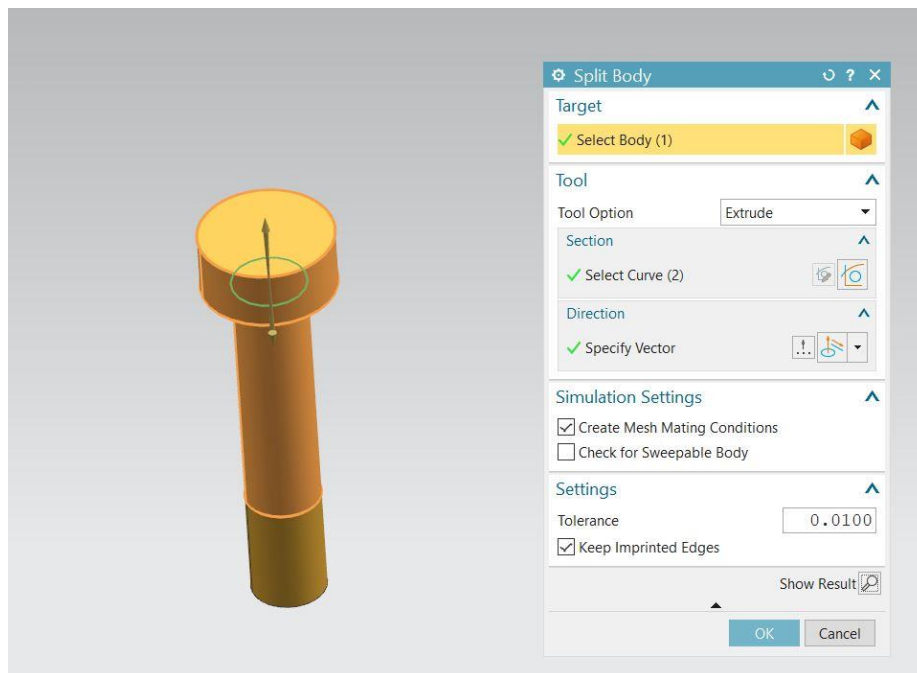 Split Body
Target
Select Body (1)
Tool
Tool Option Extrude
Section
Select Curve (2)
Direction
Specify Vector
Simulation Settings
Create Mesh Mating Conditions
Check for Sweepable Body
Settings
Tolerance 0.0100
Keep Imprinted Edges
Show Result
OK Cancel